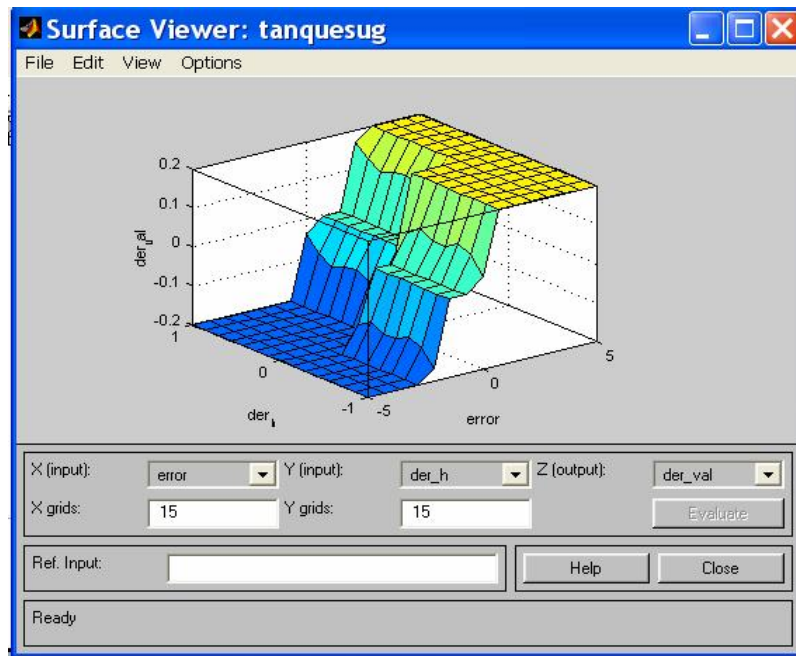 Surface Viewer: tanquesug
File Edit View Options
0.2
0.1
0
-0.1
-0.2
der_val
1
0
-1
der_h
-5
0
5
error
X (input): error Y (input): der_h Z (output): der_val
X grids: 15 Y grids: 15 Evaluate
Ref. Input: Help Close
Ready